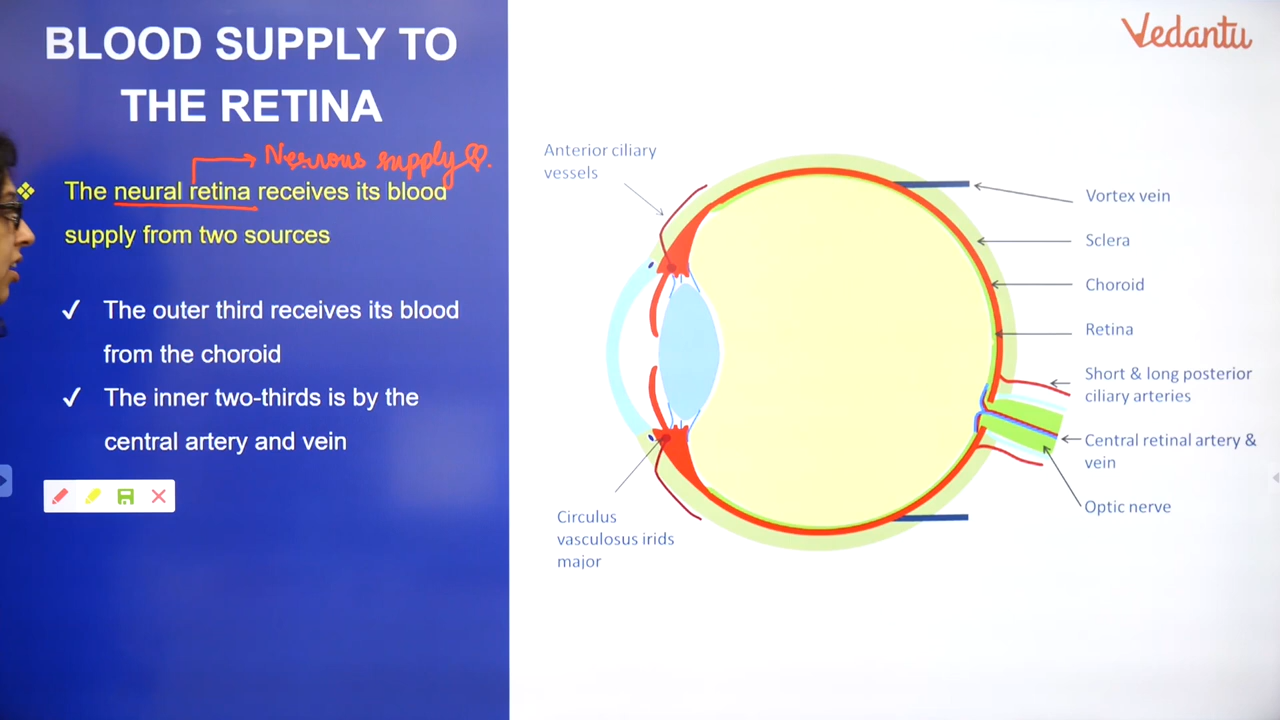 BLOOD SUPPLY TO
THE RETINA
Nervous supply
The neural retina receives its blood
supply from two sources
✓ The outer third receives its blood
from the choroid
✓ The inner two-thirds is by the
central artery and vein
Vedantu
Anterior ciliary
vessels
Vortex vein
Sclera
Choroid
Retina
Short & long posterior
ciliary arteries
Central retinal artery &
vein
Optic nerve
Circulus
vasculosus irids
major